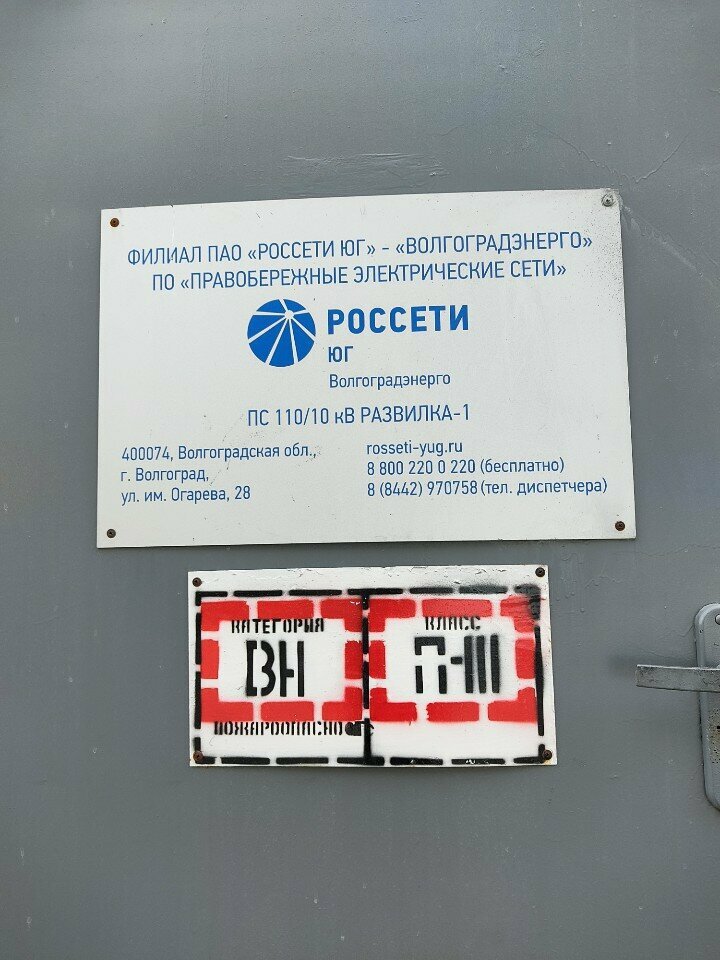 ФИЛИАЛ ПАО «РОССЕТИ ЮГ» - «ВОЛГОГРАДЭНЕРГО»
ПО «ПРАВОБЕРЕЖНЫЕ ЭЛЕКТРИЧЕСКИЕ СЕТИ»
РОССЕТИ
ЮГ
Волгоградэнерго
ПС 110/10 кВ РАЗВИЛКА-1
400074, Волгоградская обл., rosseti-yug.ru
г. Волгоград, 8 800 220 0 220 (бесплатно)
ул. им. Огарева, 28 8 (8442) 970758 (тел. диспетчера)
КАТЕГОРИЯ КЛАСС
ВН П-III